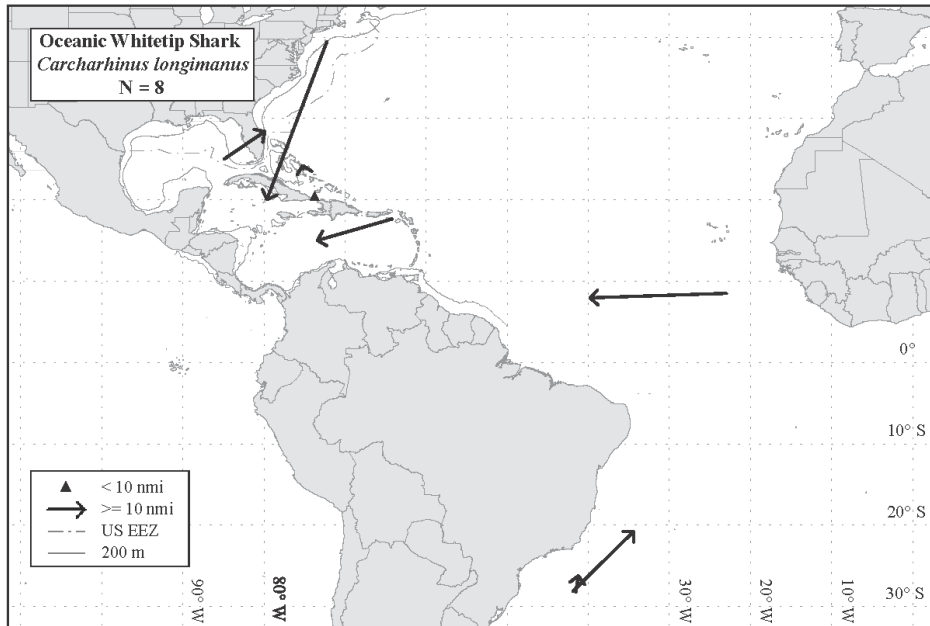 Oceanic Whitetip Shark
Carcharhinus longimanus
N = 8
0°
10° S
20° S
30° S
< 10 nmi
>= 10 nmi
US EEZ
200 m
90° W
80° W
30° W
20° W
10° W